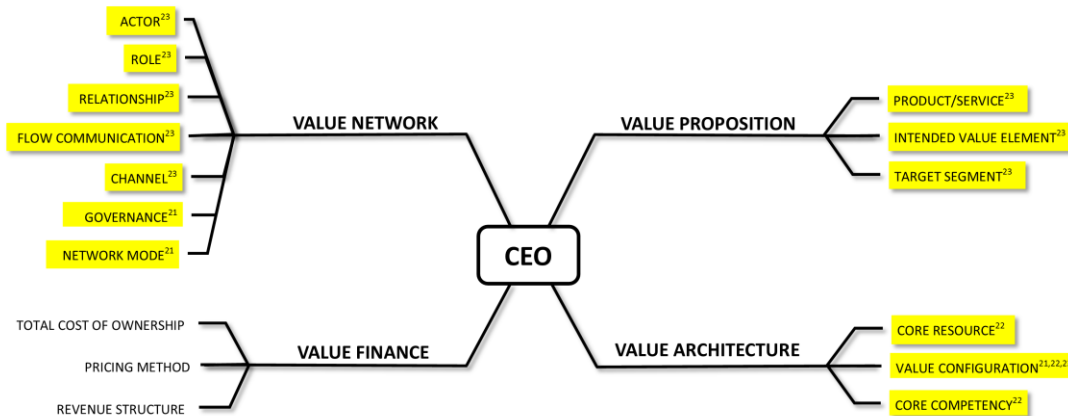 ACTOR²³
ROLE²³
RELATIONSHIP²³
FLOW COMMUNICATION²³
CHANNEL²³
GOVERNANCE²¹
NETWORK MODE²¹
VALUE NETWORK
VALUE PROPOSITION
PRODUCT/SERVICE²³
INTENDED VALUE ELEMENT²³
TARGET SEGMENT²³
CEO
TOTAL COST OF OWNERSHIP
PRICING METHOD
REVENUE STRUCTURE
VALUE FINANCE
VALUE ARCHITECTURE
CORE RESOURCE²²
VALUE CONFIGURATION²¹,²²,²
CORE COMPETENCY²²